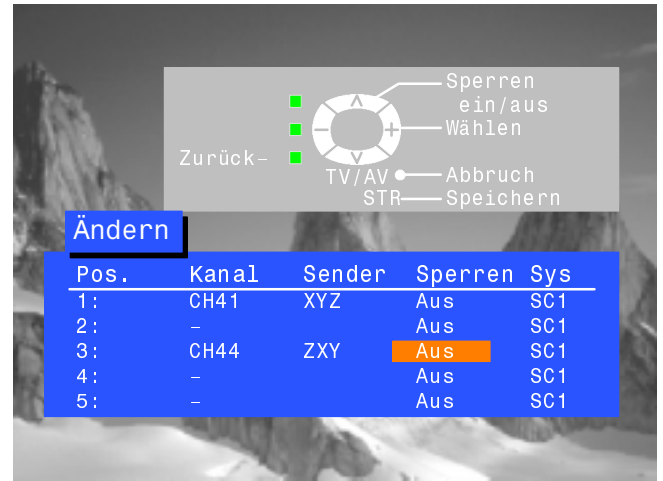 Sperren
ein/aus
Wählen
Zurück–
TV/AV
Abbruch
STR
Speichern
Ändern
Pos. Kanal Sender Sperren Sys
1: CH41 XYZ Aus SC1
2: – Aus SC1
3: CH44 ZXY Aus SC1
4: – Aus SC1
5: – Aus SC1